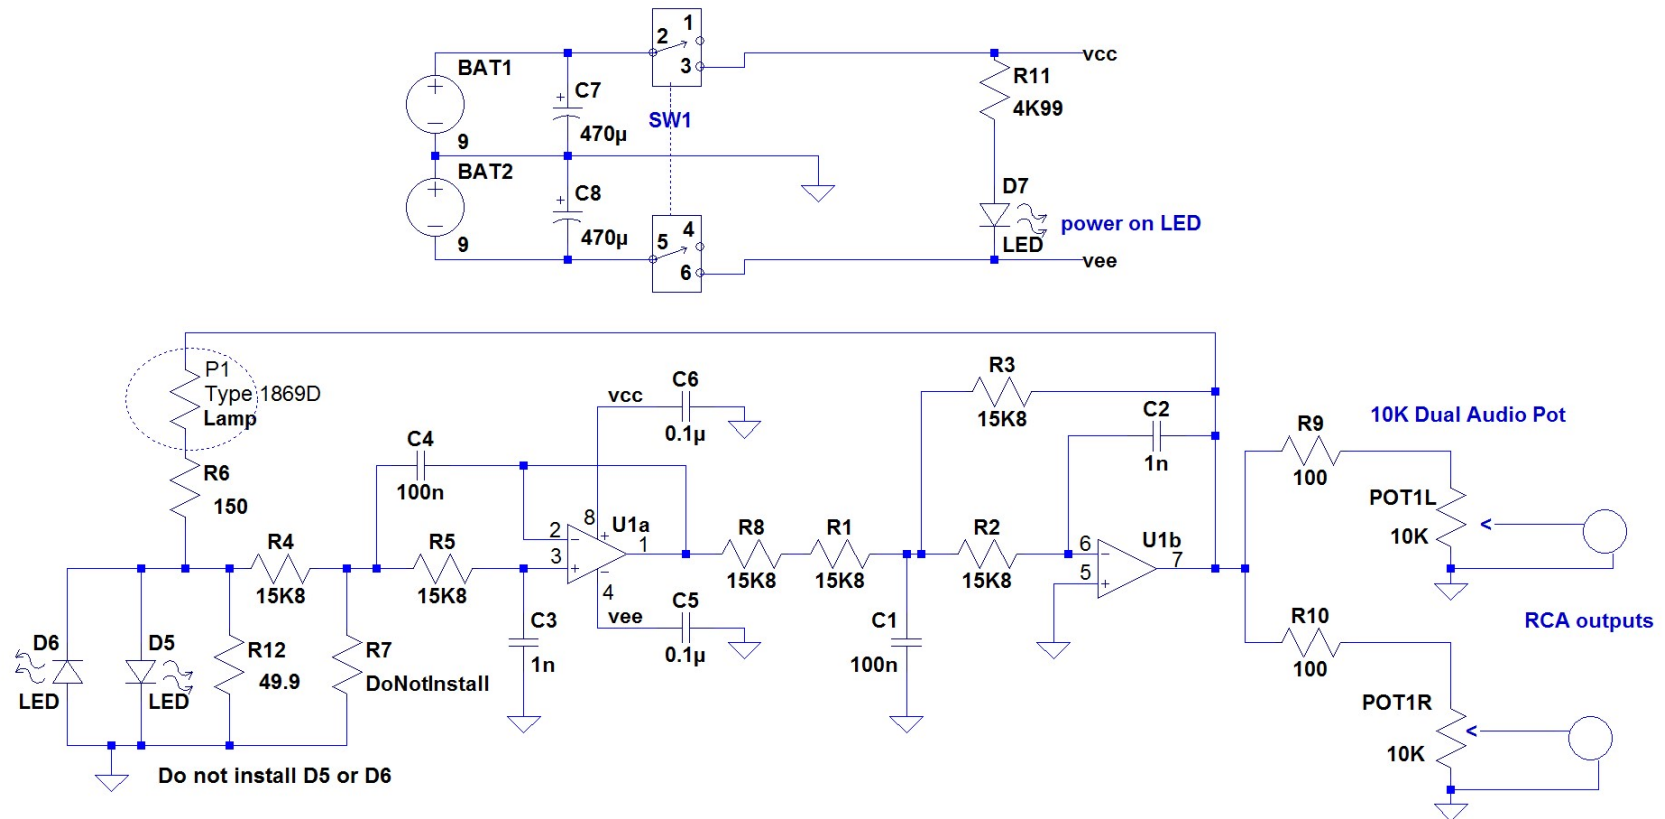 1
2
3
BAT1
9
C7
+
470µ
SW1
vcc
R11
4K99
BAT2
9
C8
+
470µ
D7
LED
power on LED
4
5
6
vee
P1
Type 1869D
Lamp
R6
150
C4
100n
vcc
C6
0.1µ
R3
15K8
C2
1n
R9
100
10K Dual Audio Pot
POT1L
10K
<
R4
15K8
R5
15K8
2
3
8
U1a
1
4
vee
C5
0.1µ
R8
15K8
R1
15K8
R2
15K8
6
5
U1b
7
D6
LED
D5
LED
R12
49.9
R7
DoNotInstall
C3
1n
C1
100n
R10
100
RCA outputs
POT1R
10K
<
Do not install D5 or D6